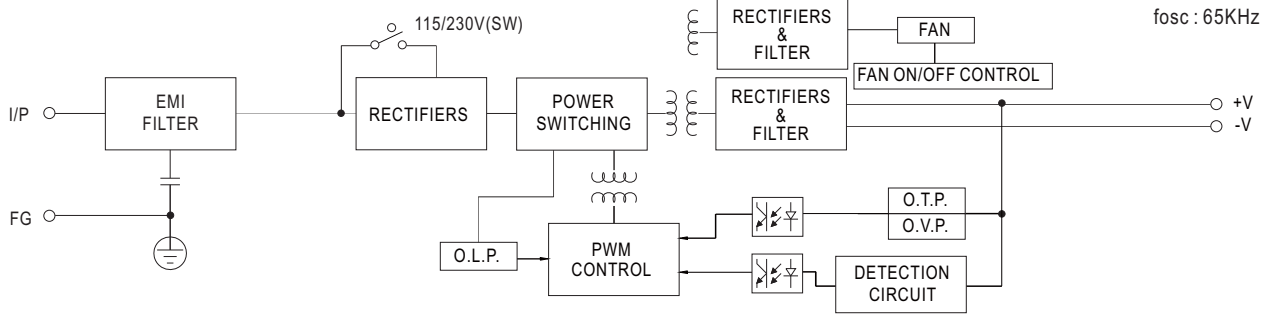 115/230V(SW)
RECTIFIERS
&
FILTER
FAN
fosc : 65KHz
FAN ON/OFF CONTROL
I/P
EMI
FILTER
RECTIFIERS
POWER
SWITCHING
RECTIFIERS
&
FILTER
+V
-V
FG
O.L.P.
PWM
CONTROL
O.T.P.
O.V.P.
DETECTION
CIRCUIT